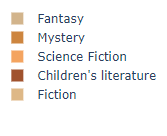 Fantasy
Mystery
Science Fiction
Children's literature
Fiction